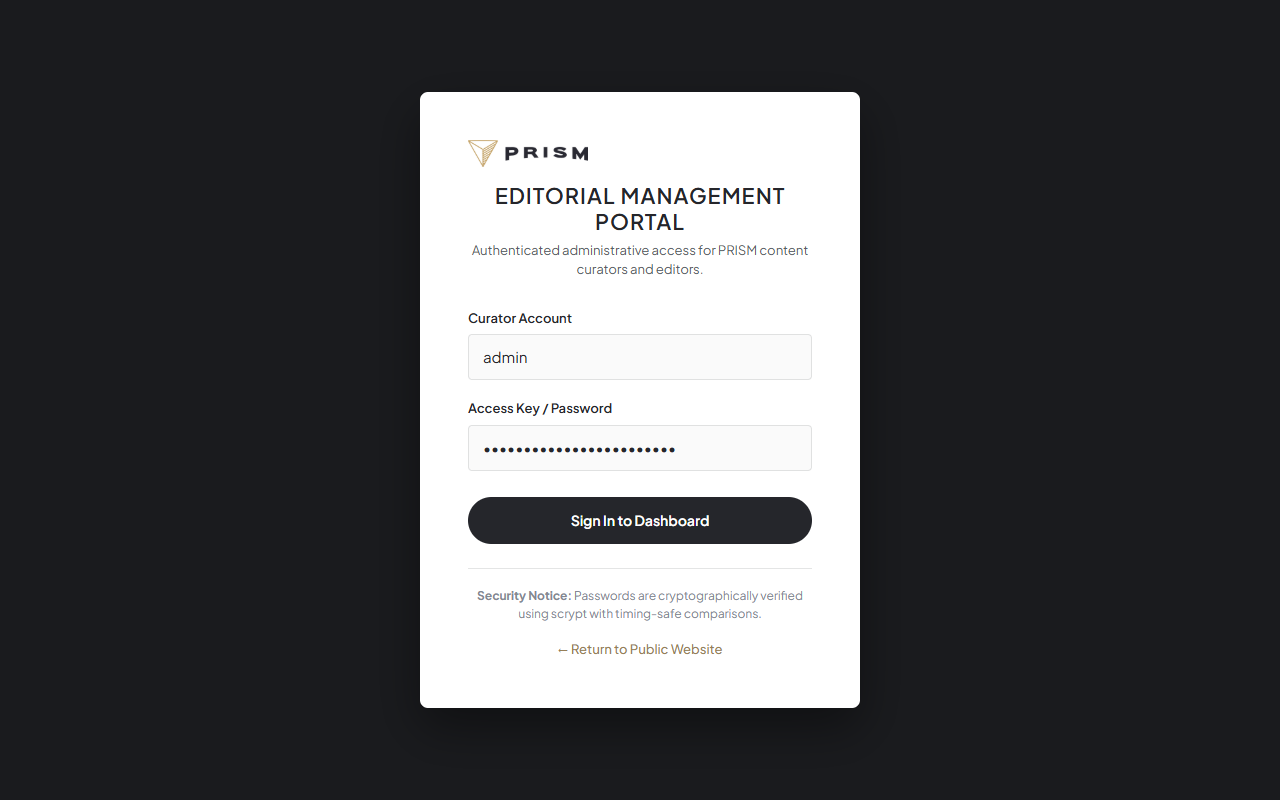 PRISM
EDITORIAL MANAGEMENT
PORTAL
Authenticated administrative access for PRISM content
curators and editors.
Curator Account
admin
Access Key / Password
••••••••••••••••••••••••
Sign In to Dashboard
Security Notice: Passwords are cryptographically verified
using scrypt with timing-safe comparisons.
← Return to Public Website